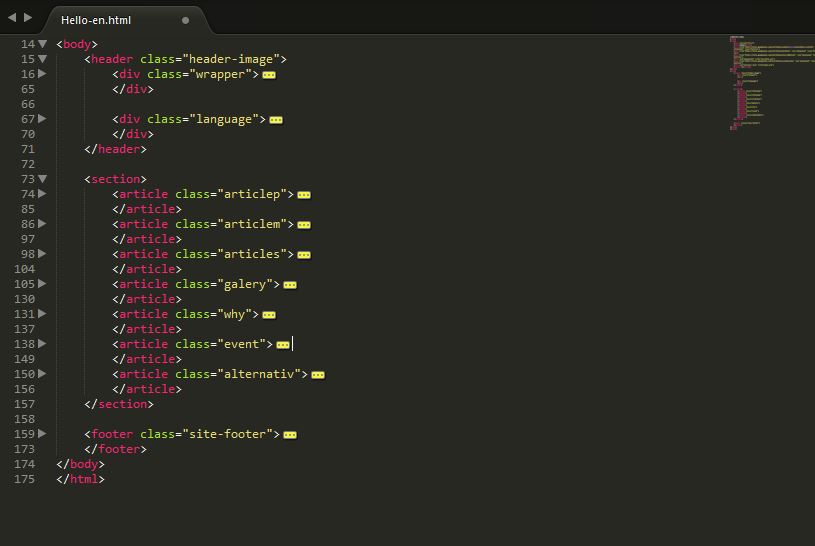 Hello-en.html
14 <body>
15 <header class="header-image">
16 <div class="wrapper">
65 </div>
66
67 <div class="language">
70 </div>
71 </header>
72
73 <section>
74 <article class="articlep">
85 </article>
86 <article class="articlem">
97 </article>
98 <article class="articles">
104 </article>
105 <article class="galery">
130 </article>
131 <article class="why">
137 </article>
138 <article class="event">
149 </article>
150 <article class="alternativ">
156 </article>
157 </section>
158
159 <footer class="site-footer">
173 </footer>
174 </body>
175 </html>